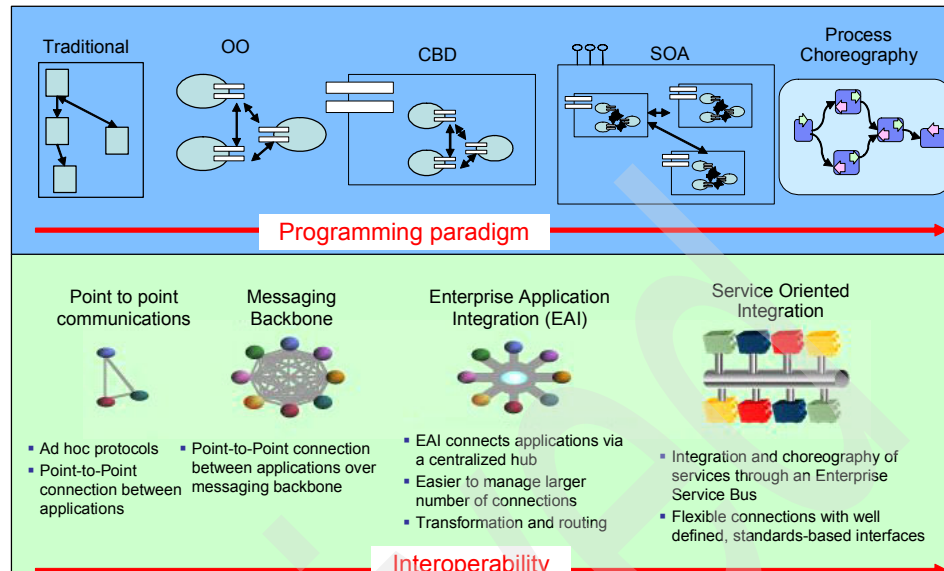 Traditional
OO
CBD
SOA
Process
Choreography
Programming paradigm
Point to point
communications
Messaging
Backbone
Enterprise Application
Integration (EAI)
Service Oriented
Integration
▪ Ad hoc protocols
▪ Point-to-Point
connection between
applications
▪ Point-to-Point connection
between applications over
messaging backbone
▪ EAI connects applications via
a centralized hub
▪ Easier to manage larger
number of connections
▪ Transformation and routing
▪ Integration and choreography of
services through an Enterprise
Service Bus
▪ Flexible connections with well
defined, standards-based interfaces
Interoperability